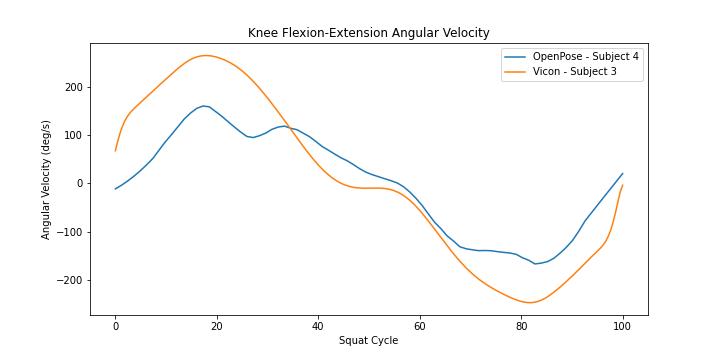 Knee Flexion-Extension Angular Velocity
OpenPose - Subject 4
Vicon - Subject 3
Angular Velocity (deg/s)
200
100
0
−100
−200
0 20 40 60 80 100
Squat Cycle